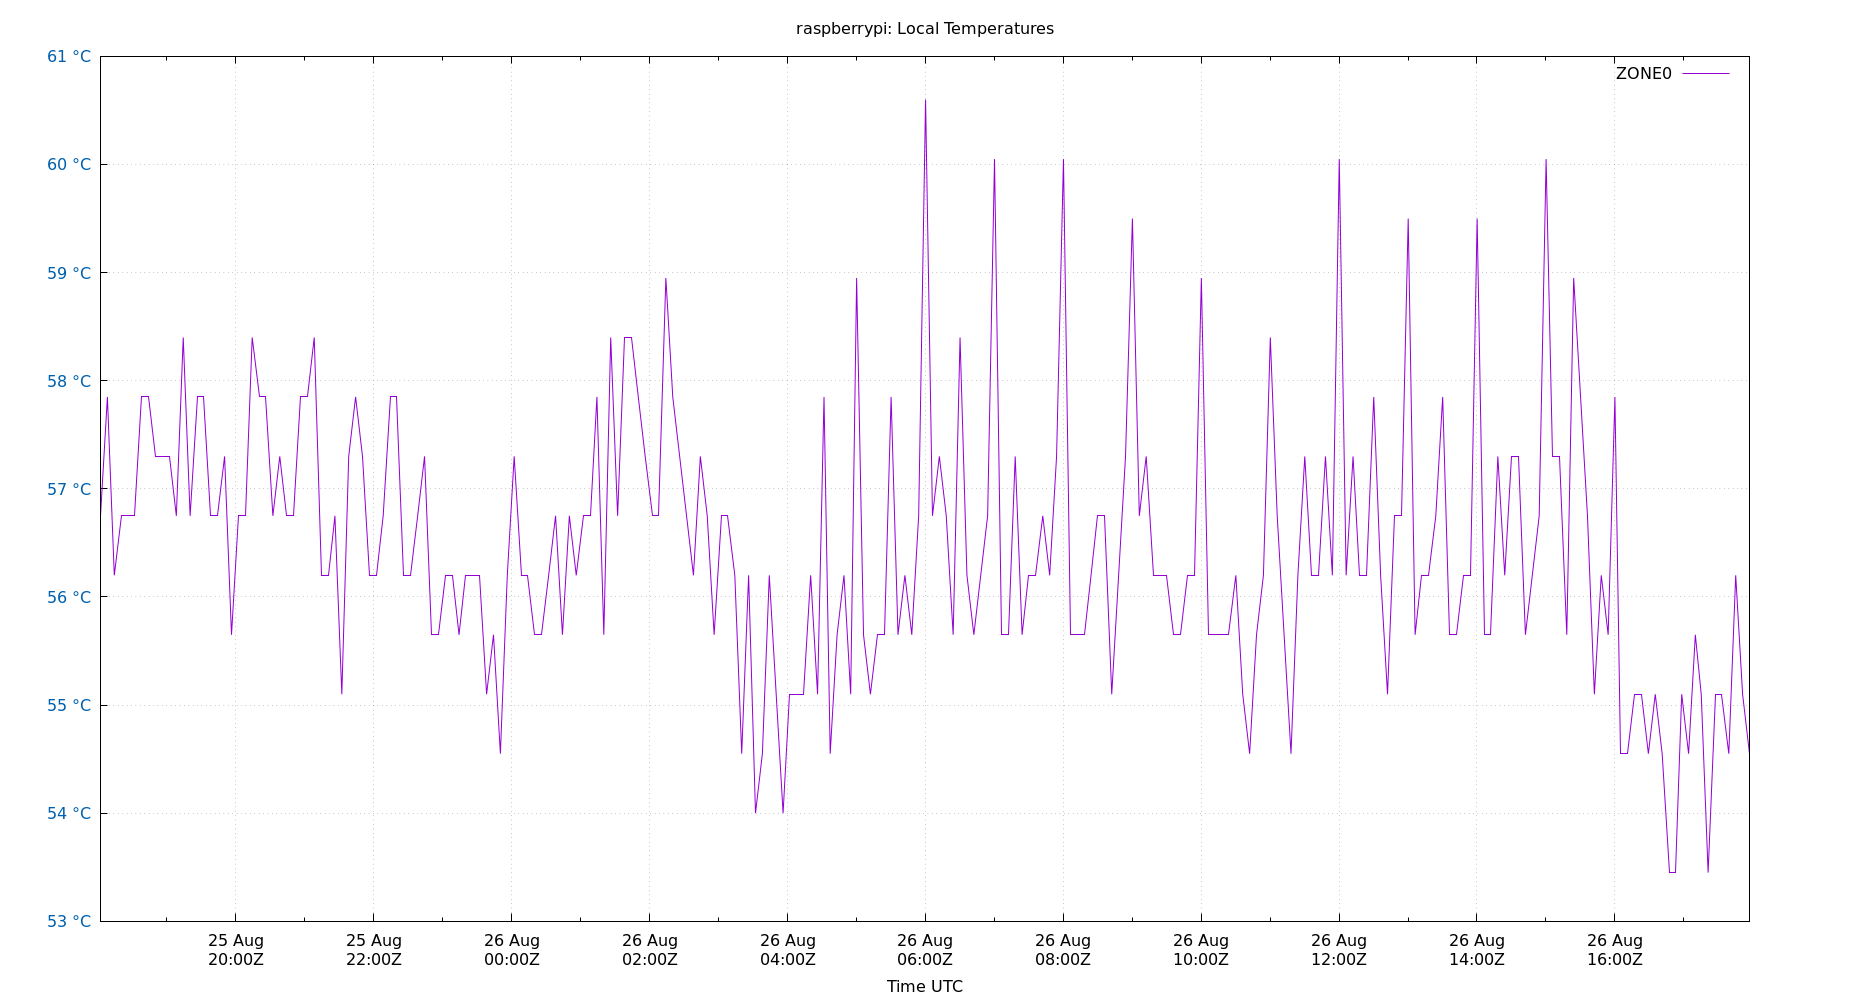 raspberrypi: Local Temperatures
61 °C
ZONE0
60 °C
59 °C
58 °C
57 °C
56 °C
55 °C
54 °C
53 °C
25 Aug 25 Aug 26 Aug 26 Aug 26 Aug 26 Aug 26 Aug 26 Aug 26 Aug 26 Aug 26 Aug
20:00Z 22:00Z 00:00Z 02:00Z 04:00Z 06:00Z 08:00Z 10:00Z 12:00Z 14:00Z 16:00Z
Time UTC